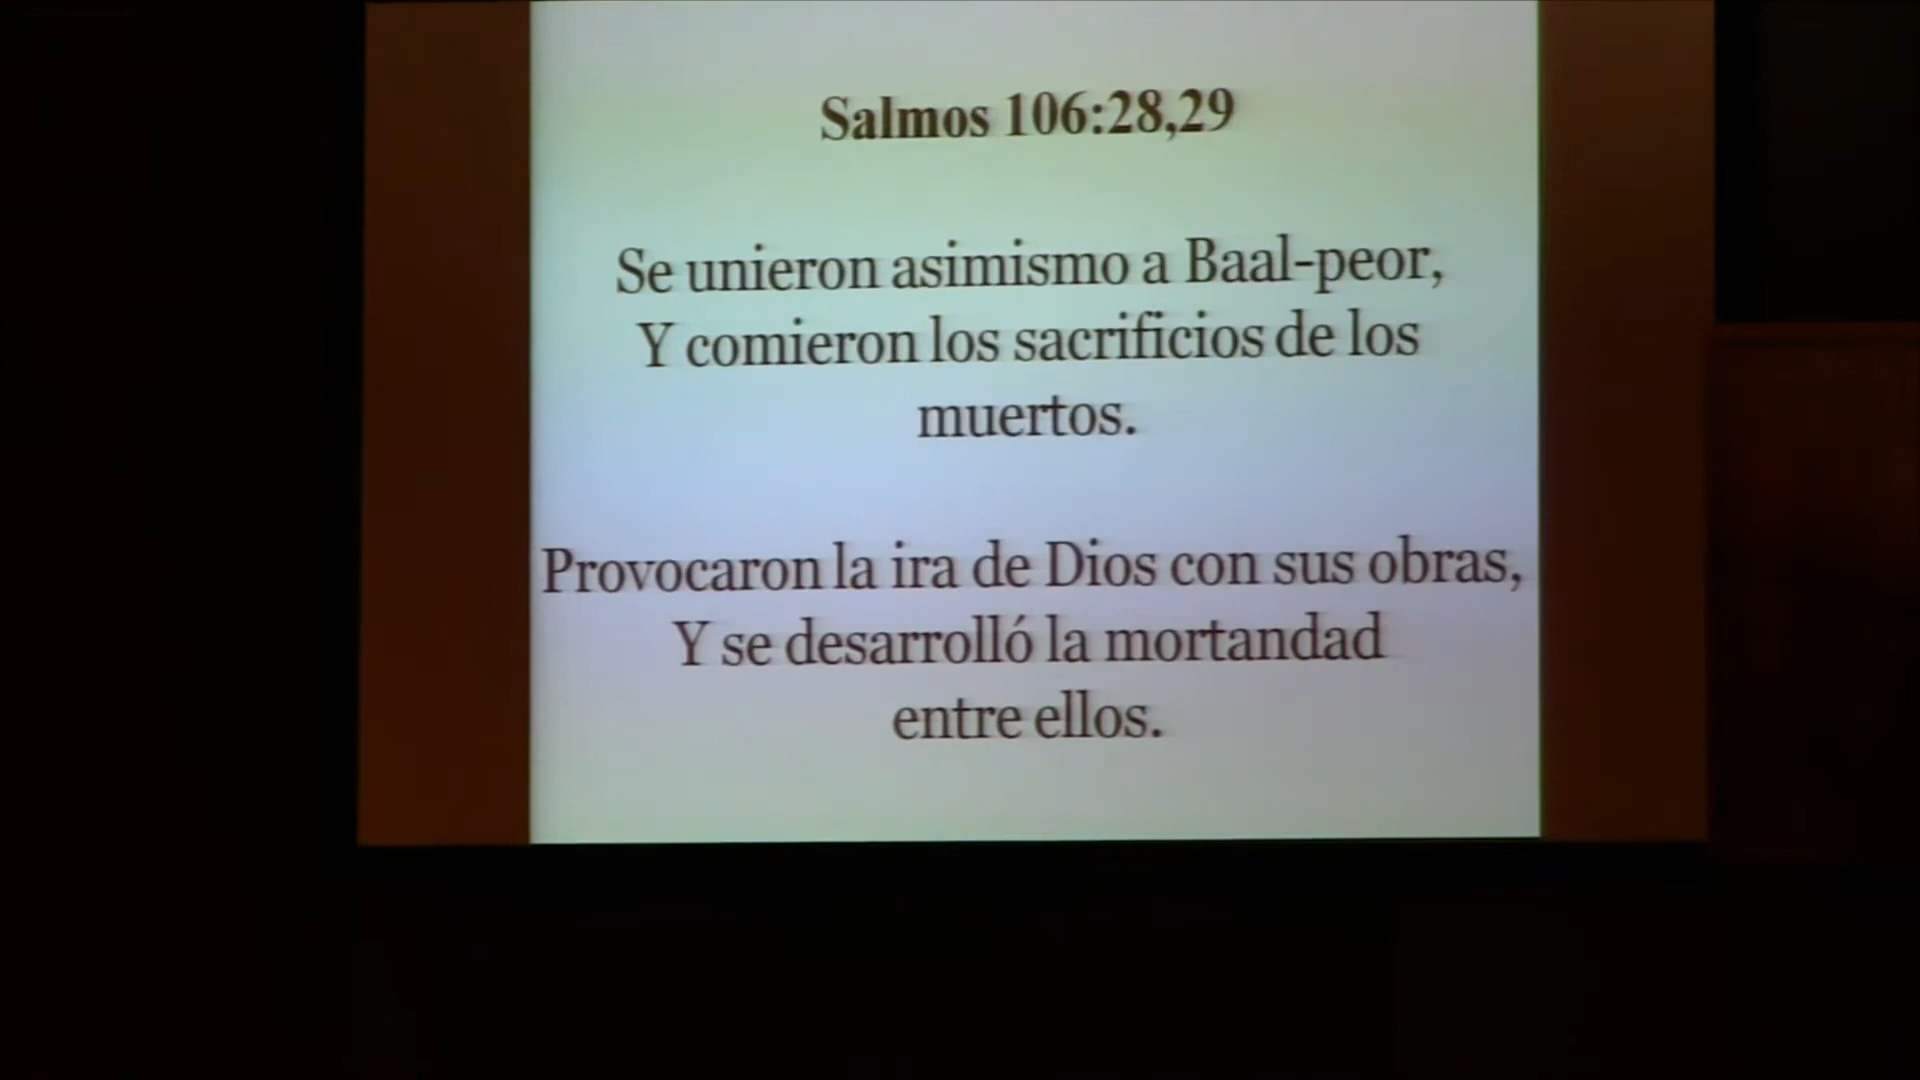 Salmos 106:28,29
Se unieron asimismo a Baal-peor,
Y comieron los sacrificios de los
muertos.
Provocaron la ira de Dios con sus obras,
Y se desarrolló la mortandad
entre ellos.